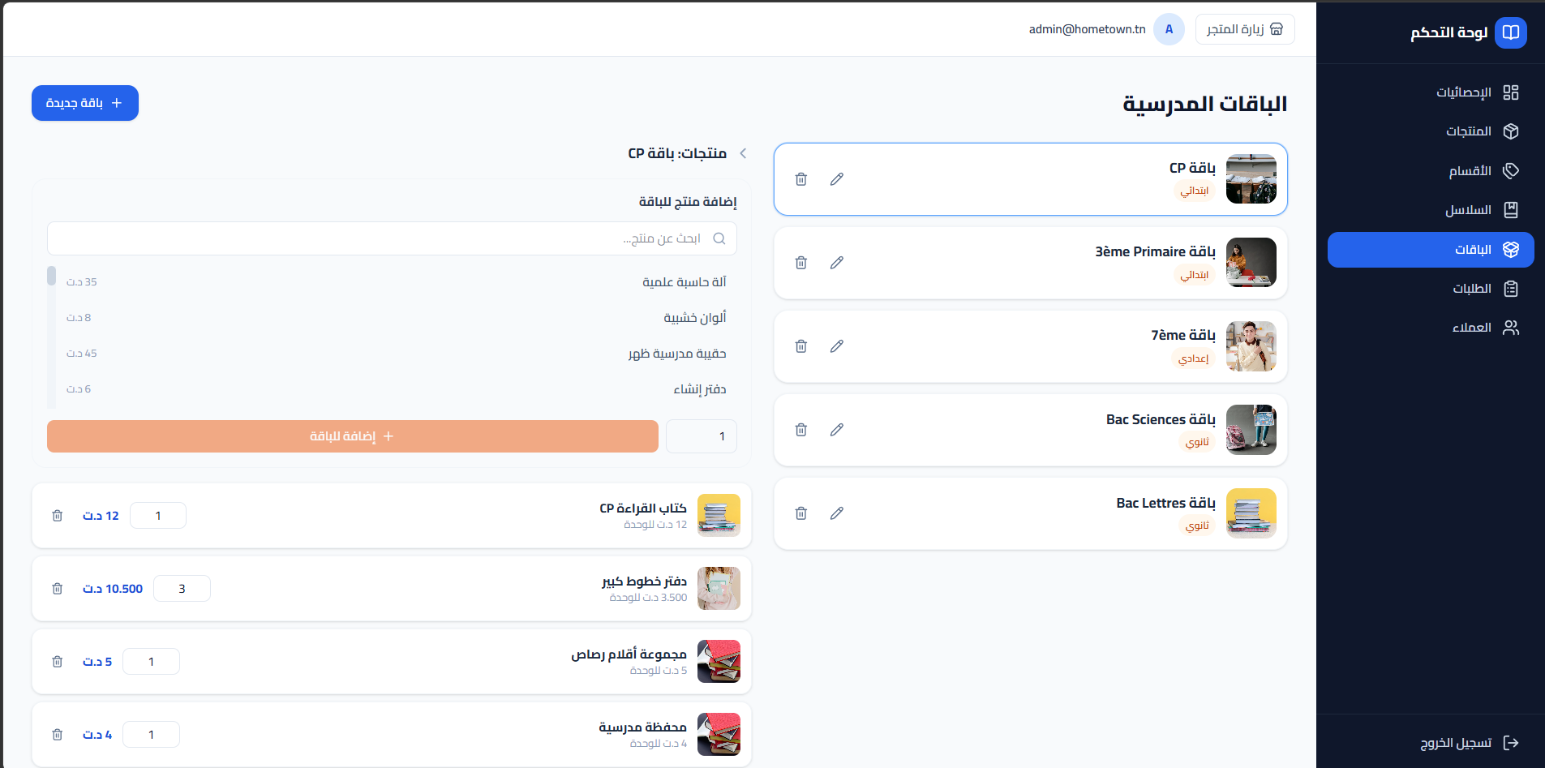 لوحة التحكم
الإحصائيات
المنتجات
الأقسام
السلاسل
الباقات
الطلبات
العملاء
تسجيل الخروج
زيارة المتجر
A
admin@hometown.tn
الباقات المدرسية
+ باقة جديدة
باقة CP
ابتدائي
باقة 3ème Primaire
ابتدائي
باقة 7ème
إعدادي
باقة Bac Sciences
ثانوي
باقة Bac Lettres
ثانوي
منتجات: باقة CP
إضافة منتج للباقة
ابحث عن منتج...
آلة حاسبة علمية 35 د.ت
ألوان خشبية 8 د.ت
حقيبة مدرسية ظهر 45 د.ت
دفتر إنشاء 6 د.ت
1 + إضافة للباقة
كتاب القراءة CP
12 د.ت للوحدة
1 12 د.ت
دفتر خطوط كبير
3.500 د.ت للوحدة
3 10.500 د.ت
مجموعة أقلام رصاص
5 د.ت للوحدة
1 5 د.ت
محفظة مدرسية
4 د.ت للوحدة
1 4 د.ت